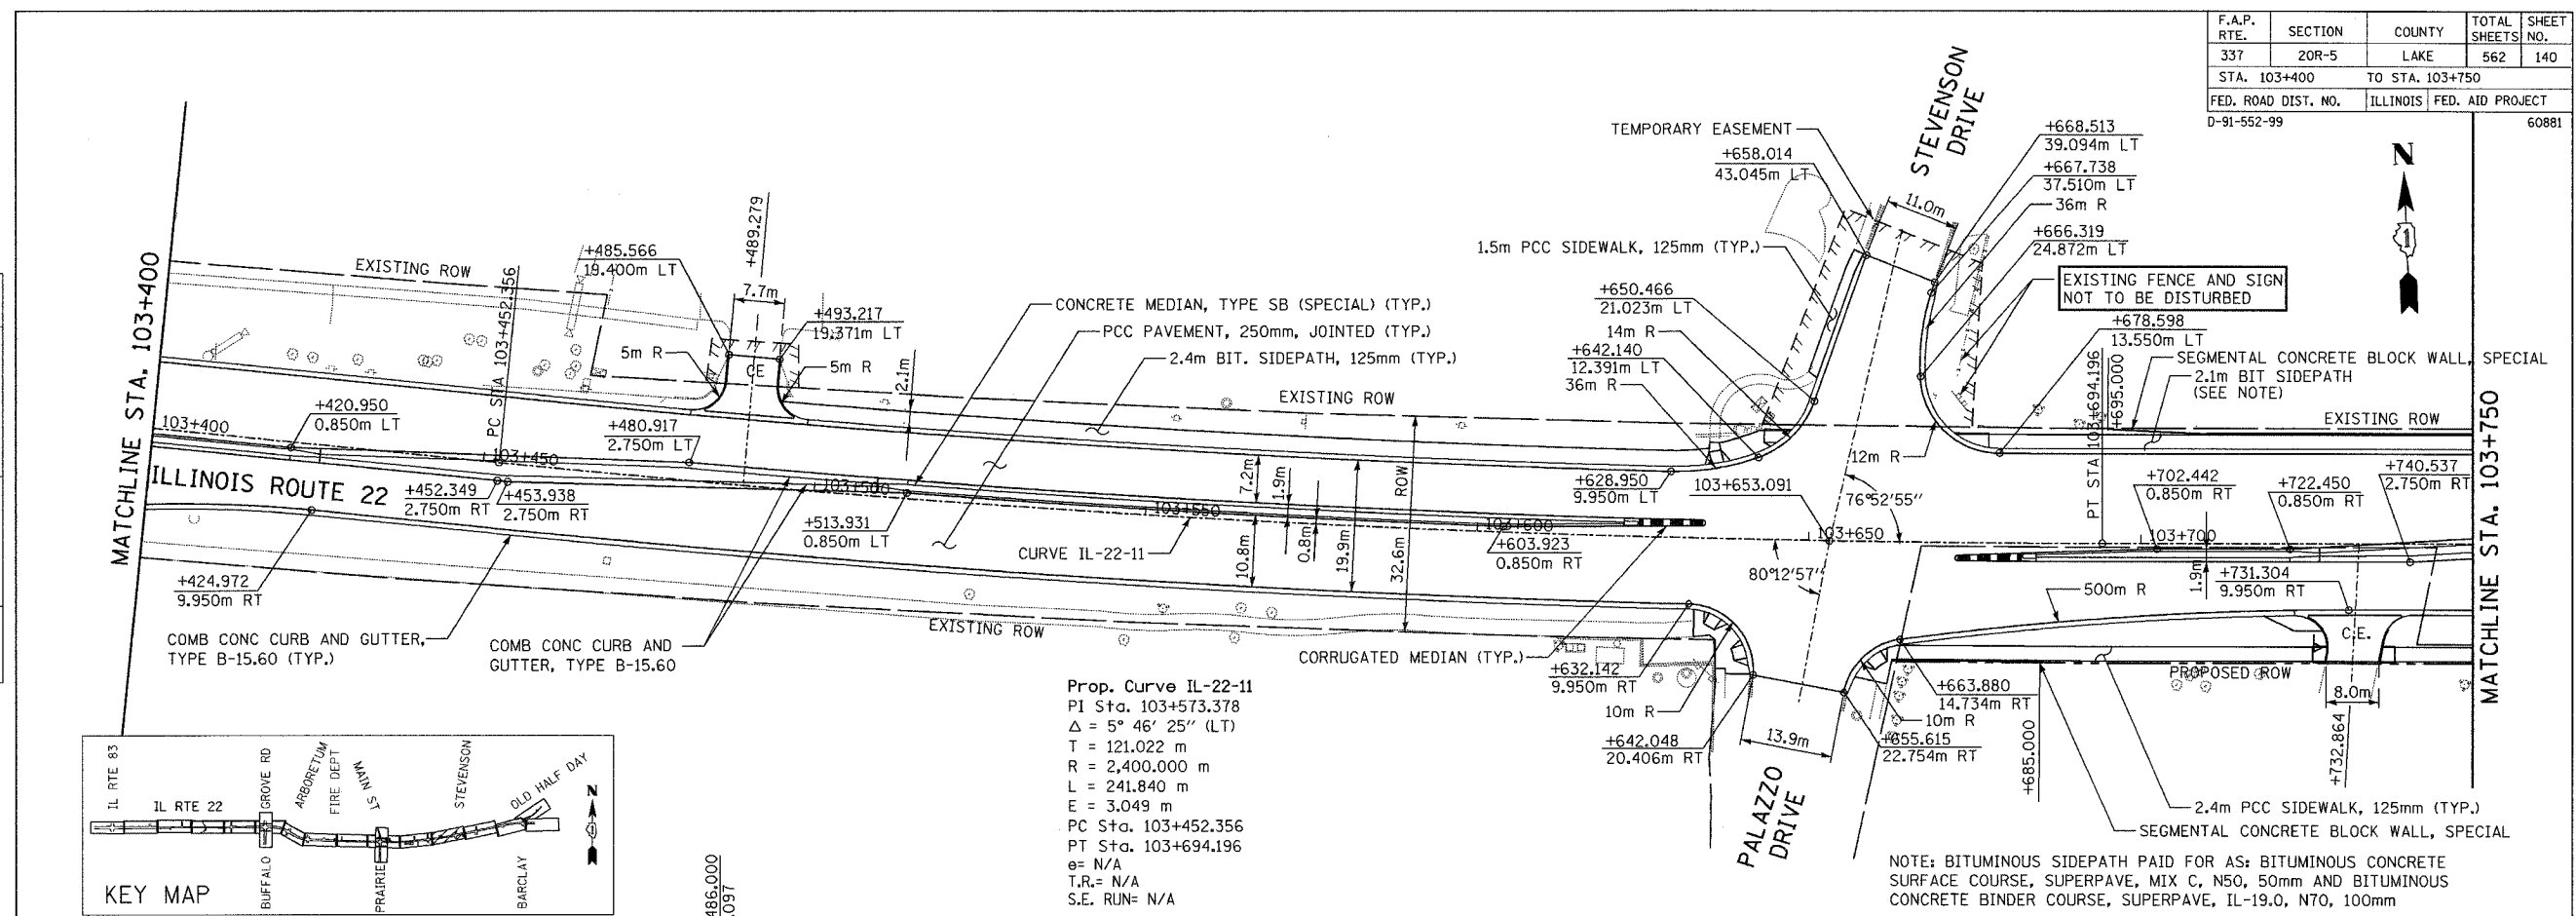 F.A.P. RTE.
SECTION
COUNTY
TOTAL SHEETS
SHEET NO.
337
20R-5
LAKE
562
140
STA. 103+400 TO STA. 103+750
FED. ROAD DIST. NO.
ILLINOIS
FED. AID PROJECT
D-91-552-99
60881
N
1
MATCHLINE STA. 103+400
EXISTING ROW
PC STA 103+452.356
+485.566
19.400m LT
+489.279
7.7m
+493.217
19.371m LT
5m R
CE
5m R
2.1m
CONCRETE MEDIAN, TYPE SB (SPECIAL) (TYP.)
PCC PAVEMENT, 250mm, JOINTED (TYP.)
2.4m BIT. SIDEPATH, 125mm (TYP.)
EXISTING ROW
TEMPORARY EASEMENT
+658.014
43.045m LT
STEVENSON
DRIVE
11.0m
+668.513
39.094m LT
+667.738
37.510m LT
36m R
+666.319
24.872m LT
EXISTING FENCE AND SIGN
NOT TO BE DISTURBED
1.5m PCC SIDEWALK, 125mm (TYP.)
+650.466
21.023m LT
14m R
+642.140
12.391m LT
36m R
+678.598
13.550m LT
SEGMENTAL CONCRETE BLOCK WALL, SPECIAL
2.1m BIT SIDEPATH
(SEE NOTE)
EXISTING ROW
PT STA 103+694.196
+695.000
12m R
MATCHLINE STA. 103+750
103+400
+420.950
0.850m LT
103+450
+480.917
2.750m LT
ILLINOIS ROUTE 22
+452.349
2.750m RT
+453.938
2.750m RT
103+500
+513.931
0.850m LT
103+550
CURVE IL-22-11
7.2m
1.9m
10.8m
0.8m
19.9m
32.6m
ROW
103+600
+603.923
0.850m RT
+628.950
9.950m LT
103+653.091
103+650
76°52'55"
80°12'57"
103+700
+702.442
0.850m RT
+722.450
0.850m RT
+740.537
2.750m RT
1.9m
+731.304
9.950m RT
500m R
C.E.
+424.972
9.950m RT
COMB CONC CURB AND GUTTER,
TYPE B-15.60 (TYP.)
COMB CONC CURB AND
GUTTER, TYPE B-15.60
EXISTING ROW
CORRUGATED MEDIAN (TYP.)
+632.142
9.950m RT
10m R
+642.048
20.406m RT
13.9m
PALAZZO
DRIVE
+663.880
14.734m RT
10m R
+655.615
22.754m RT
PROPOSED ROW
8.0m
+685.000
+732.864
2.4m PCC SIDEWALK, 125mm (TYP.)
SEGMENTAL CONCRETE BLOCK WALL, SPECIAL
Prop. Curve IL-22-11
PI Sta. 103+573.378
Δ = 5° 46' 25" (LT)
T = 121.022 m
R = 2,400.000 m
L = 241.840 m
E = 3.049 m
PC Sta. 103+452.356
PT Sta. 103+694.196
e= N/A
T.R.= N/A
S.E. RUN= N/A
NOTE: BITUMINOUS SIDEPATH PAID FOR AS: BITUMINOUS CONCRETE
SURFACE COURSE, SUPERPAVE, MIX C, N50, 50mm AND BITUMINOUS
CONCRETE BINDER COURSE, SUPERPAVE, IL-19.0, N70, 100mm
IL RTE 83
IL RTE 22
BUFFALO GROVE RD
ARBORETUM
FIRE DEPT
MAIN ST
PRAIRIE
STEVENSON
OLD HALF DAY
BARCLAY
N
KEY MAP